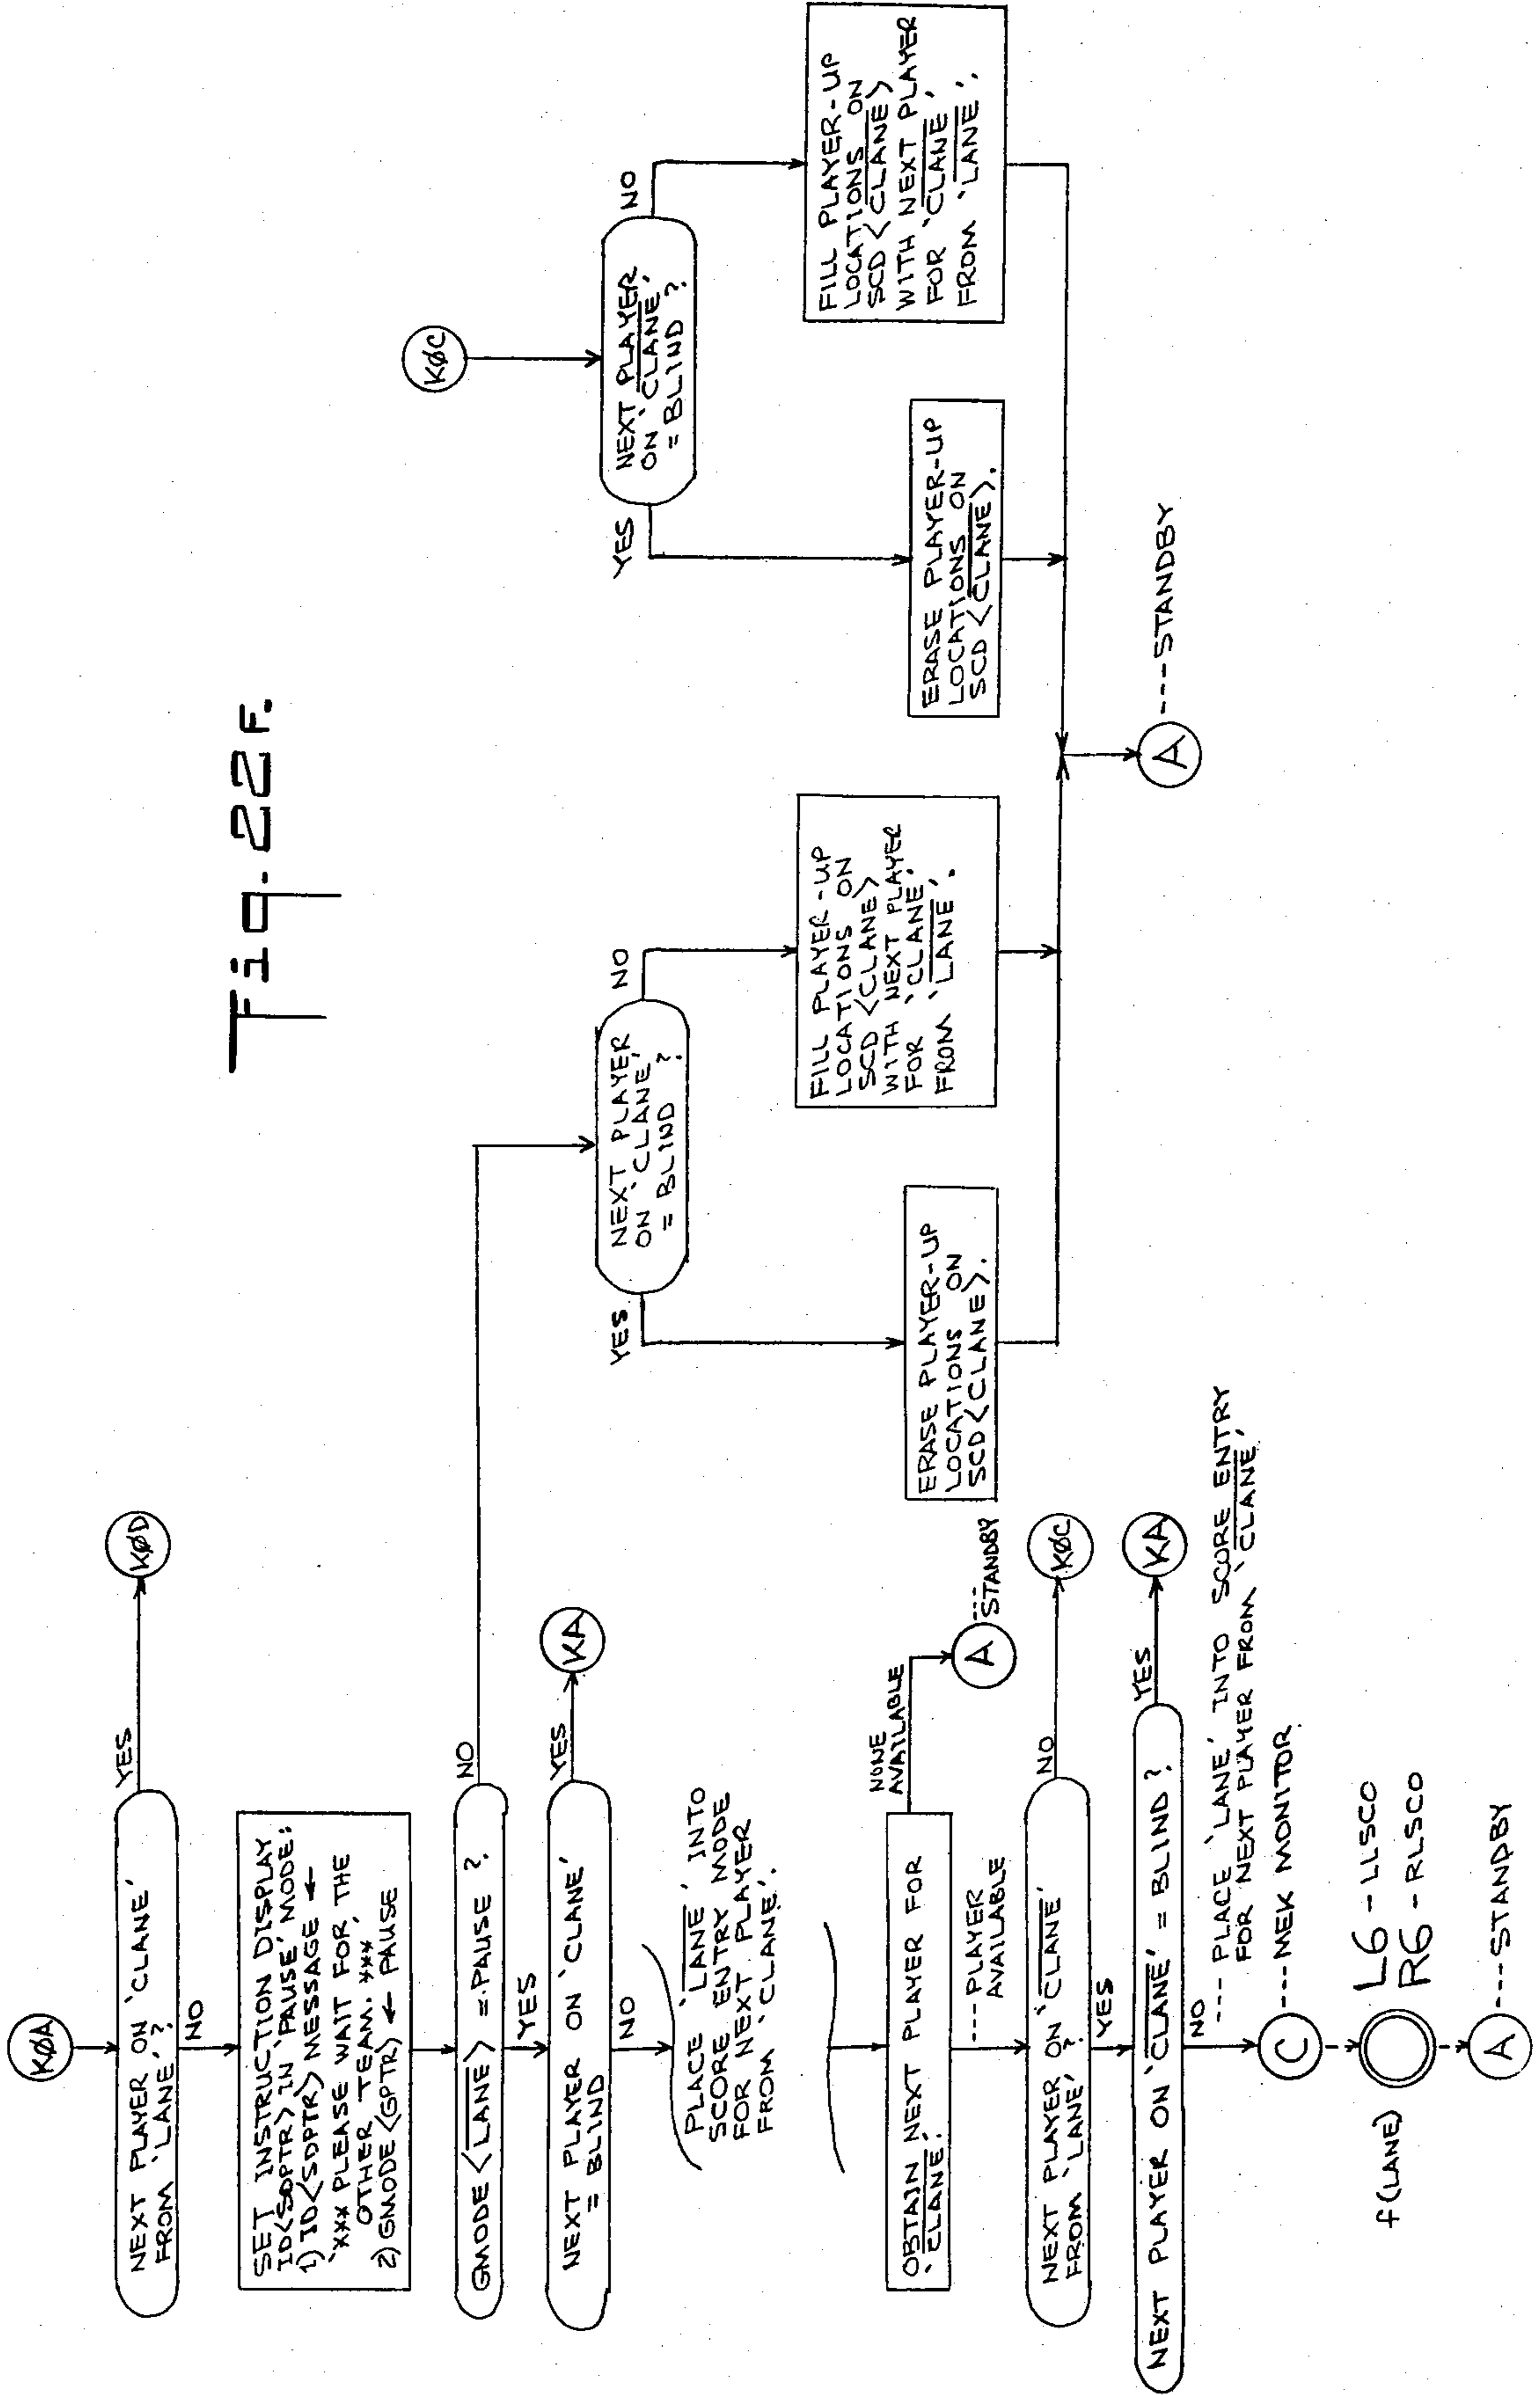 Fig. 22F.
KØA
NEXT PLAYER ON 'CLANE'
FROM 'LANE'?
YES
KØD
NO
SET INSTRUCTION DISPLAY
ID<SDPTR> IN 'PAUSE' MODE:
1) ID<SDPTR> MESSAGE ←
'*** PLEASE WAIT FOR THE
OTHER TEAM. ***'
2) GMODE<GPTR> ← PAUSE
GMODE<LANE> = PAUSE ?
NO
YES
NEXT PLAYER ON 'CLANE'
= BLIND
YES
KA
NO
PLACE 'LANE' INTO
SCORE ENTRY MODE
FOR NEXT PLAYER
FROM 'CLANE'.
OBTAIN NEXT PLAYER FOR
'CLANE'.
NONE
AVAILABLE
A
---STANDBY
---PLAYER
AVAILABLE
NEXT PLAYER ON 'CLANE'
FROM 'LANE' ?
NO
KØC
YES
NEXT PLAYER ON 'CLANE' = BLIND ?
YES
KA
NO
---PLACE 'LANE' INTO SCORE ENTRY
FOR NEXT PLAYER FROM 'CLANE'
C
---MEK MONITOR
f(LANE)
L6 - LLSCO
R6 - RLSCO
A
---STANDBY
NEXT PLAYER
ON 'CLANE'
= BLIND ?
YES
NO
ERASE PLAYER-UP
LOCATIONS ON
SCD<CLANE>.
FILL PLAYER-UP
LOCATIONS ON
SCD<CLANE>
WITH NEXT PLAYER
FOR 'CLANE'
FROM 'LANE'.
KØC
NEXT PLAYER
ON 'CLANE'
= BLIND ?
YES
NO
ERASE PLAYER-UP
LOCATIONS ON
SCD<CLANE>.
FILL PLAYER-UP
LOCATIONS ON
SCD<CLANE>
WITH NEXT PLAYER
FOR 'CLANE'
FROM 'LANE'.
A
----STANDBY